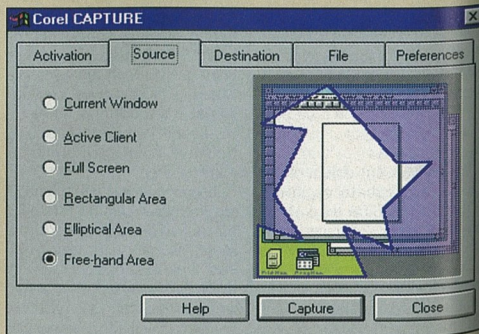 Corel CAPTURE
Activation Source Destination File Preferences
Current Window
Active Client
Full Screen
Rectangular Area
Elliptical Area
Free-hand Area
Help Capture Close